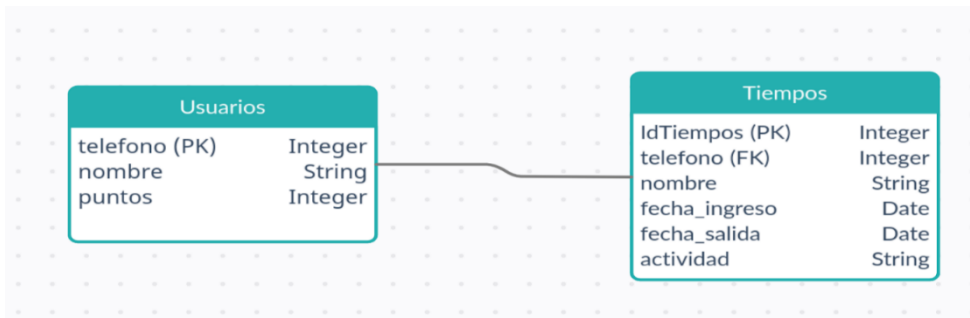 Usuarios
telefono (PK) Integer
nombre String
puntos Integer
Tiempos
IdTiempos (PK) Integer
telefono (FK) Integer
nombre String
fecha_ingreso Date
fecha_salida Date
actividad String